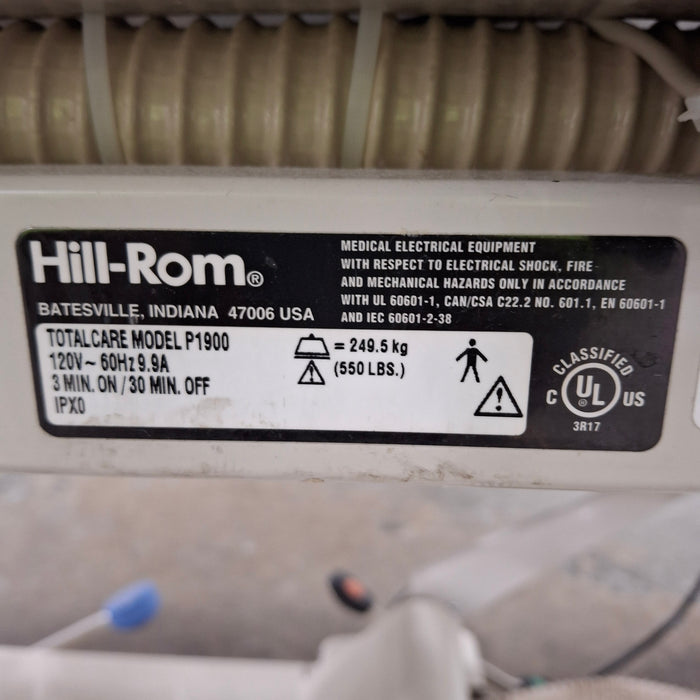 Hill-Rom®
BATESVILLE, INDIANA 47006 USA
MEDICAL ELECTRICAL EQUIPMENT
WITH RESPECT TO ELECTRICAL SHOCK, FIRE
AND MECHANICAL HAZARDS ONLY IN ACCORDANCE
WITH UL 60601-1, CAN/CSA C22.2 NO. 601.1, EN 60601-1
AND IEC 60601-2-38
TOTALCARE MODEL P1900
120V~ 60Hz 9.9A
3 MIN. ON / 30 MIN. OFF
IPX0
= 249.5 kg
(550 LBS.)
CLASSIFIED
C UL® US
3R17